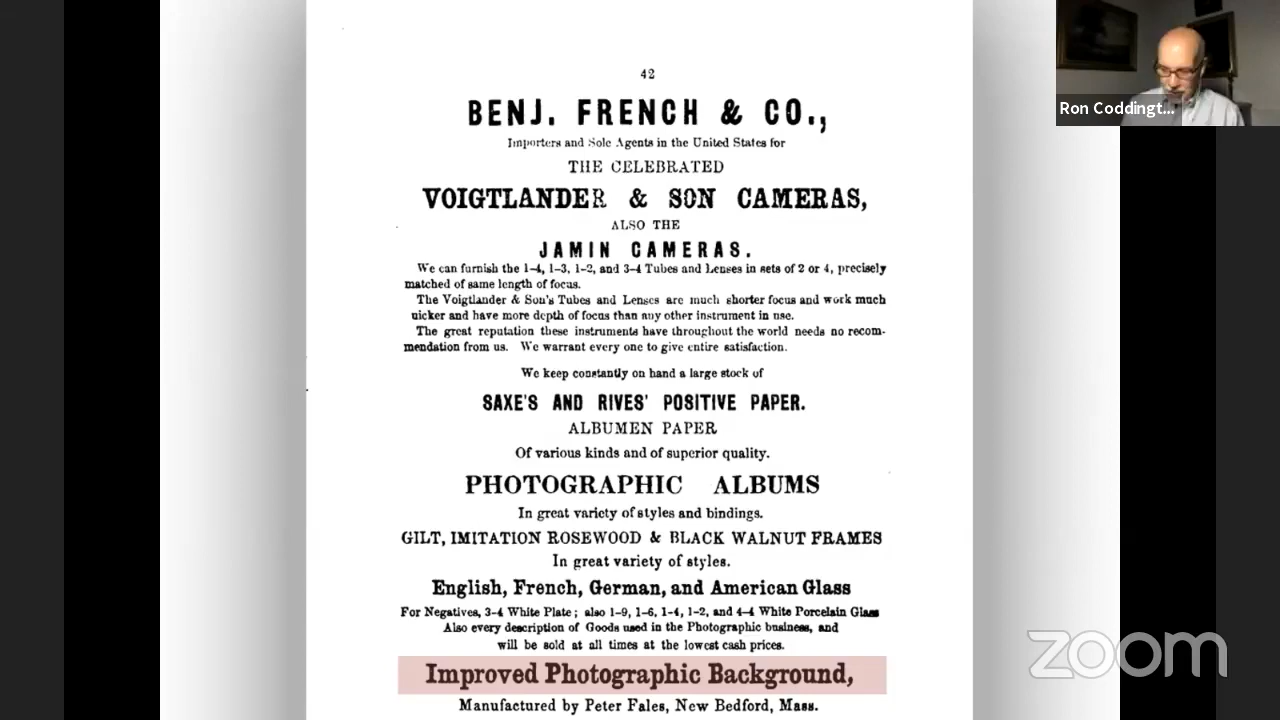 42
BENJ. FRENCH & CO.,
Importers and Sole Agents in the United States for
THE CELEBRATED
VOIGTLANDER & SON CAMERAS,
ALSO THE
JAMIN CAMERAS.
We can furnish the 1-4, 1-3, 1-2, and 3-4 Tubes and Lenses in sets of 2 or 4, precisely
matched of same length of focus.
The Voigtlander & Son's Tubes and Lenses are much shorter focus and work much
uicker and have more depth of focus than any other instrument in use.
The great reputation these instruments have throughout the world needs no recom-
mendation from us. We warrant every one to give entire satisfaction.
We keep constantly on hand a large stock of
SAXE'S AND RIVES' POSITIVE PAPER.
ALBUMEN PAPER
Of various kinds and of superior quality.
PHOTOGRAPHIC ALBUMS
In great variety of styles and bindings.
GILT, IMITATION ROSEWOOD & BLACK WALNUT FRAMES
In great variety of styles.
English, French, German, and American Glass
For Negatives, 3-4 White Plate; also 1-9, 1-6, 1-4, 1-2, and 4-4 White Porcelain Glass
Also every description of Goods used in the Photographic business, and
will be sold at all times at the lowest cash prices.
Improved Photographic Background,
Manufactured by Peter Fales, New Bedford, Mass.
Ron Coddingt...
zoom